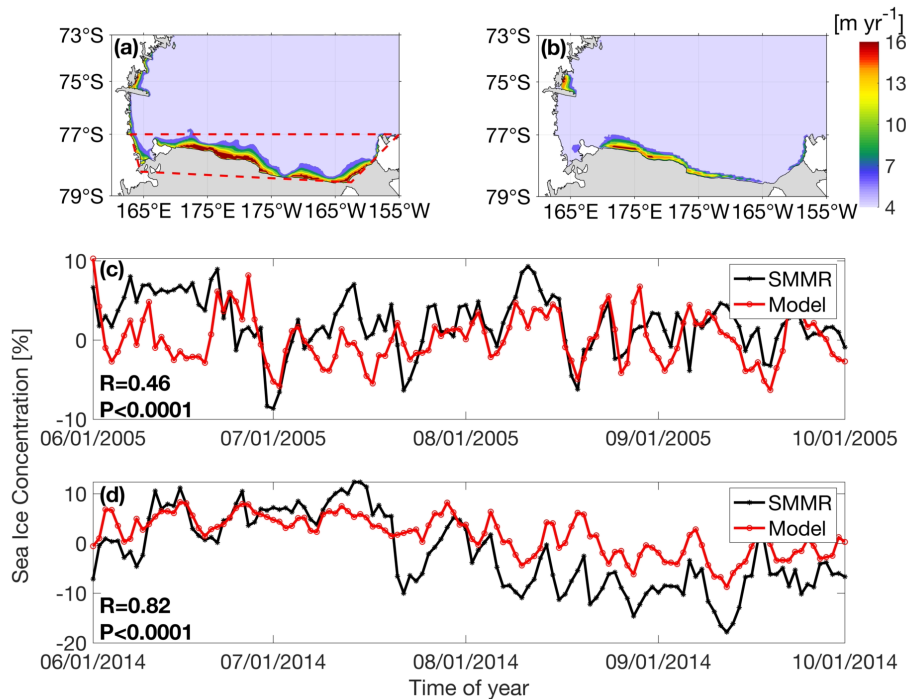 [m yr⁻¹]
73°S (a) 73°S (b) 16
75°S 75°S 13
77°S 77°S 10
7
79°S 79°S 4
165°E 175°E 175°W 165°W 155°W 165°E 175°E 175°W 165°W 155°W
10 (c) SMMR
Model
0
R=0.46
P<0.0001
-10
06/01/2005 07/01/2005 08/01/2005 09/01/2005 10/01/2005
Sea Ice Concentration [%]
(d) SMMR
10 Model
0
-10
R=0.82
P<0.0001
-20
06/01/2014 07/01/2014 08/01/2014 09/01/2014 10/01/2014
Time of year